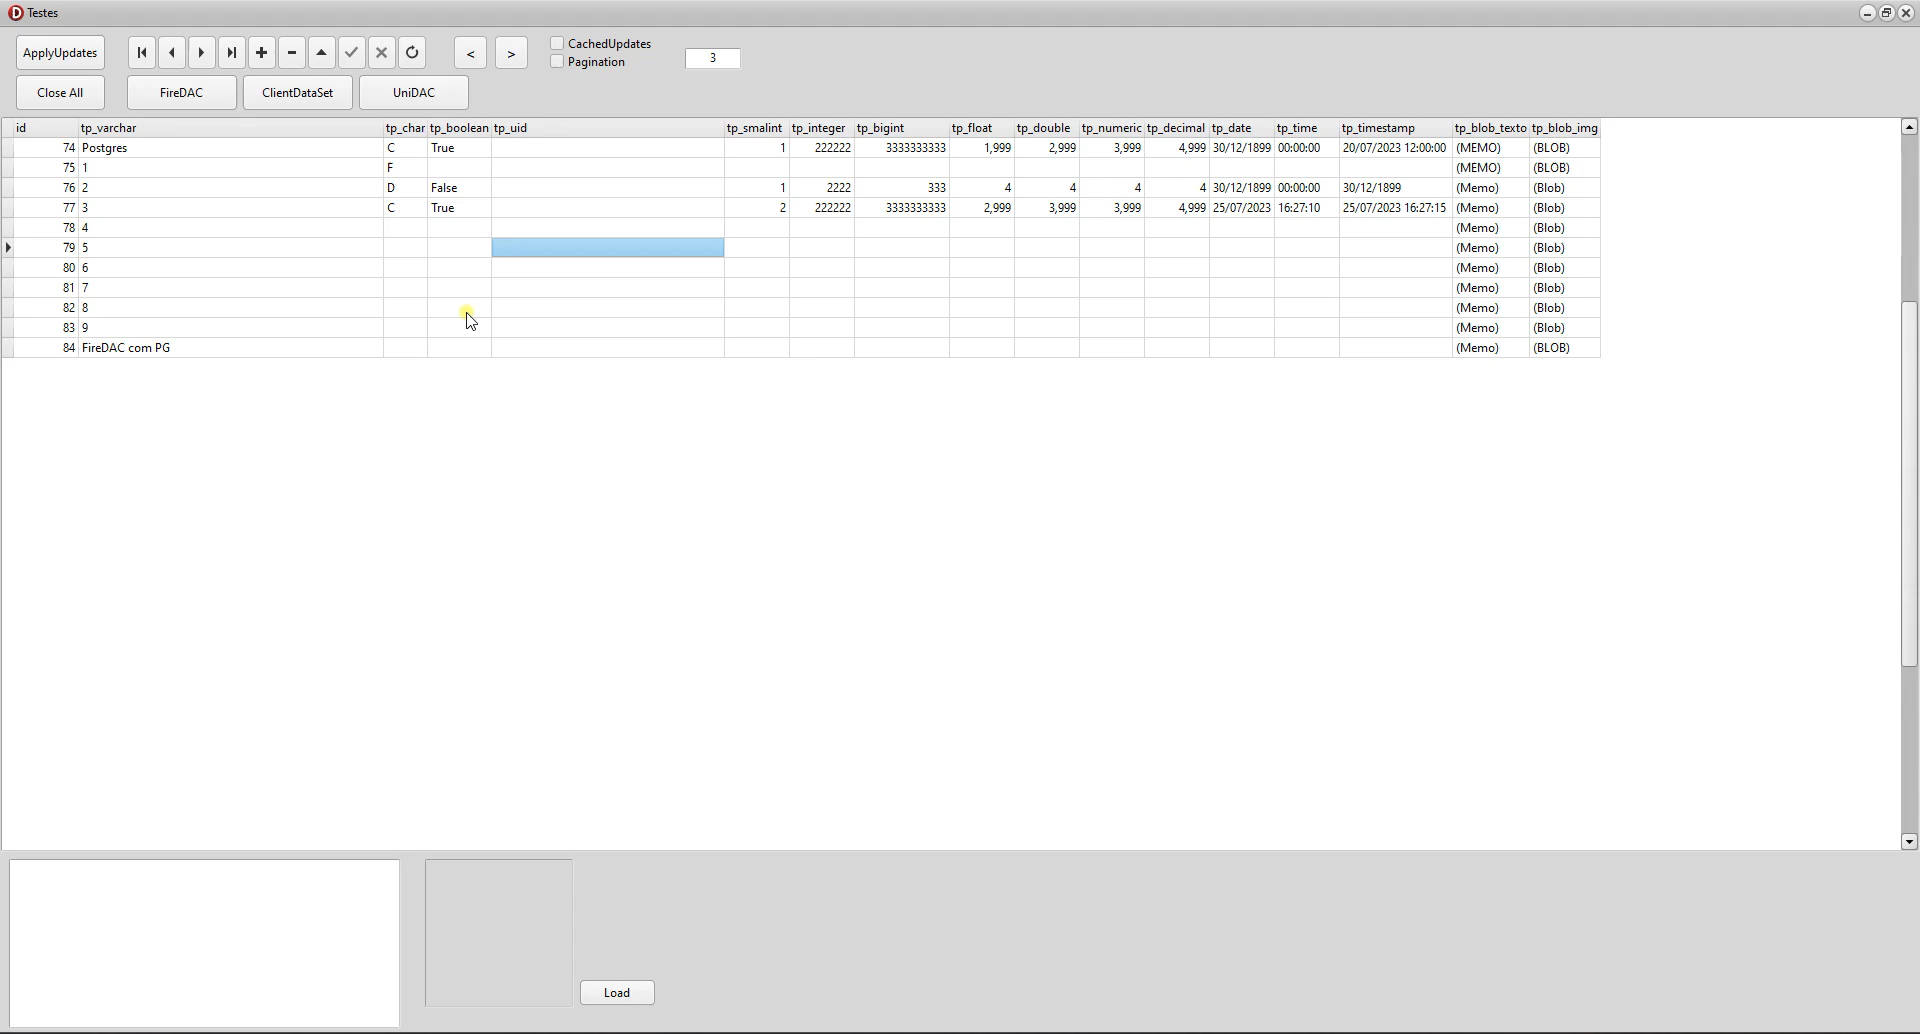 Testes
ApplyUpdates < > CachedUpdates
Pagination 3
Close All FireDAC ClientDataSet UniDAC
id tp_varchar tp_char tp_boolean tp_uid tp_smalint tp_integer tp_bigint tp_float tp_double tp_numeric tp_decimal tp_date tp_time tp_timestamp tp_blob_texto tp_blob_img
74 Postgres C True 1 222222 3333333333 1,999 2,999 3,999 4,999 30/12/1899 00:00:00 20/07/2023 12:00:00 (MEMO) (BLOB)
75 1 F (MEMO) (BLOB)
76 2 D False 1 2222 333 4 4 4 4 30/12/1899 00:00:00 30/12/1899 (Memo) (Blob)
77 3 C True 2 222222 3333333333 2,999 3,999 3,999 4,999 25/07/2023 16:27:10 25/07/2023 16:27:15 (Memo) (Blob)
78 4 (Memo) (Blob)
79 5 (Memo) (Blob)
80 6 (Memo) (Blob)
81 7 (Memo) (Blob)
82 8 (Memo) (Blob)
83 9 (Memo) (Blob)
84 FireDAC com PG (Memo) (BLOB)
Load